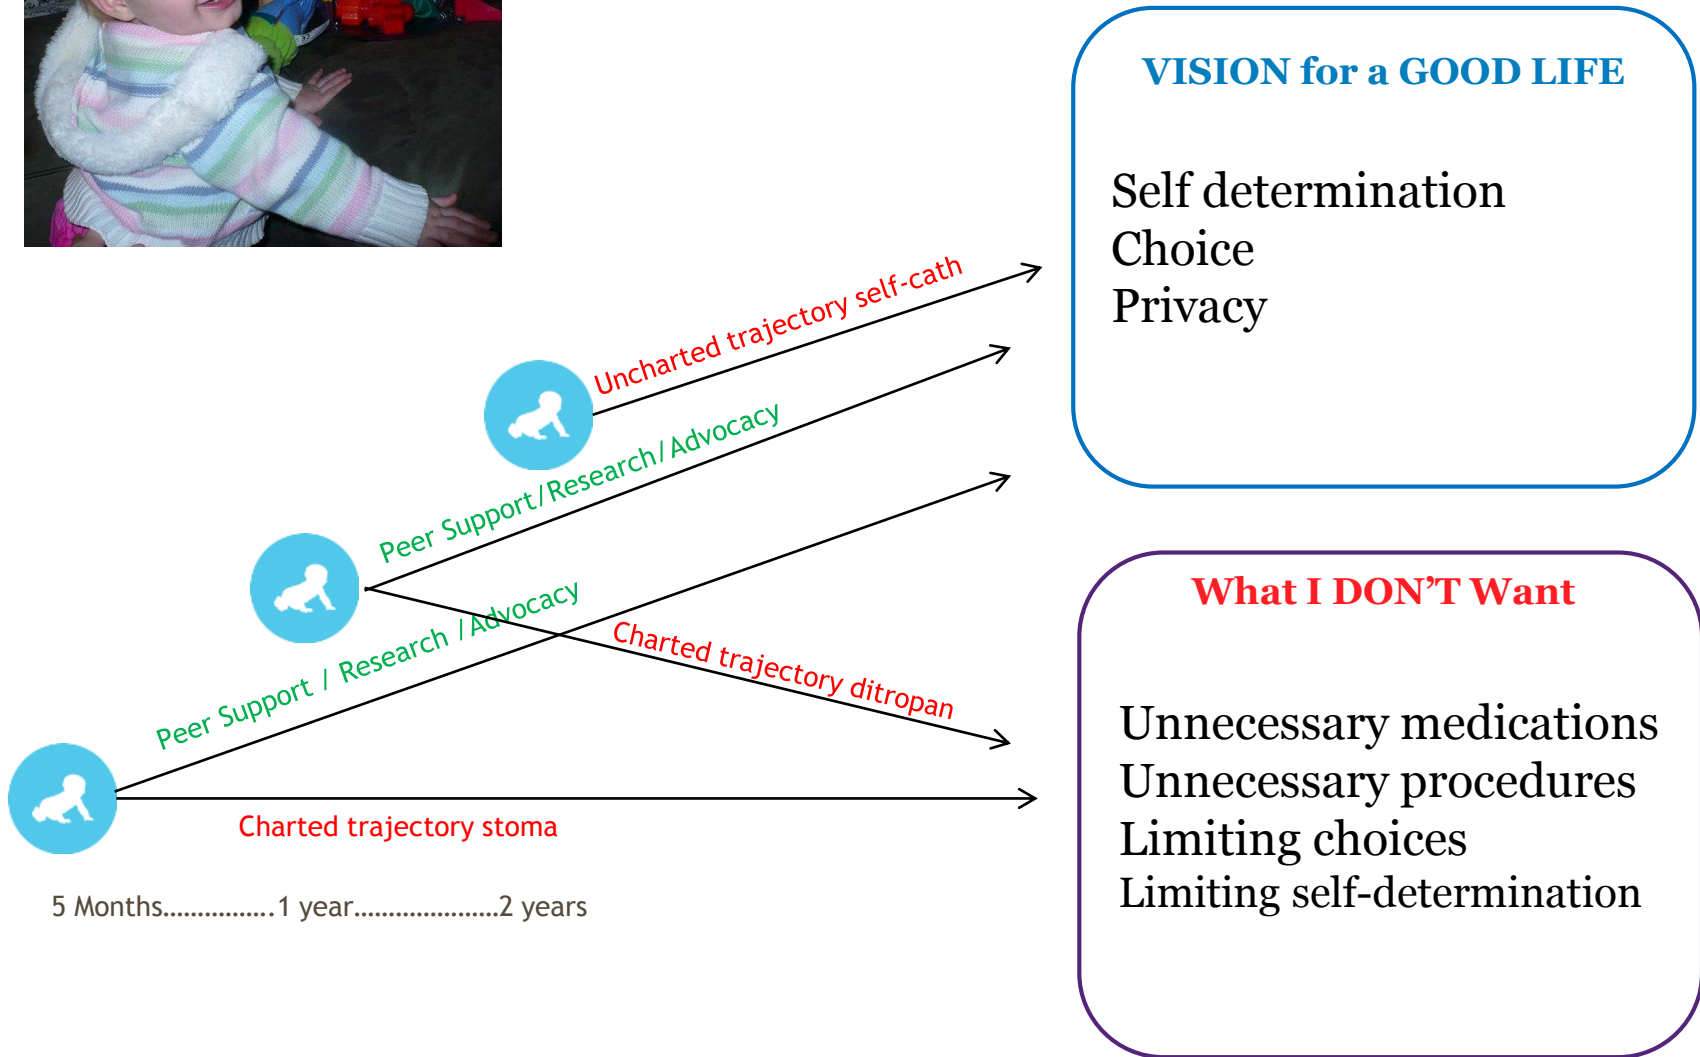 VISION for a GOOD LIFE
Self determination
Choice
Privacy
Uncharted trajectory self-cath
Peer Support/Research/Advocacy
Peer Support / Research /Advocacy
Charted trajectory ditropan
Charted trajectory stoma
5 Months................1 year.....................2 years
What I DON’T Want
Unnecessary medications
Unnecessary procedures
Limiting choices
Limiting self-determination